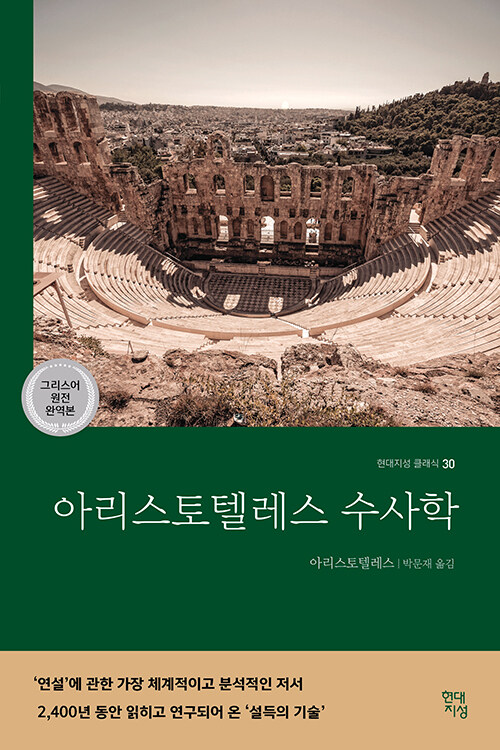 그리스어
원전
완역본
현대지성 클래식 30
아리스토텔레스 수사학
아리스토텔레스 | 박문재 옮김
‘연설’에 관한 가장 체계적이고 분석적인 저서
2,400년 동안 읽히고 연구되어 온 ‘설득의 기술’
현대
지성